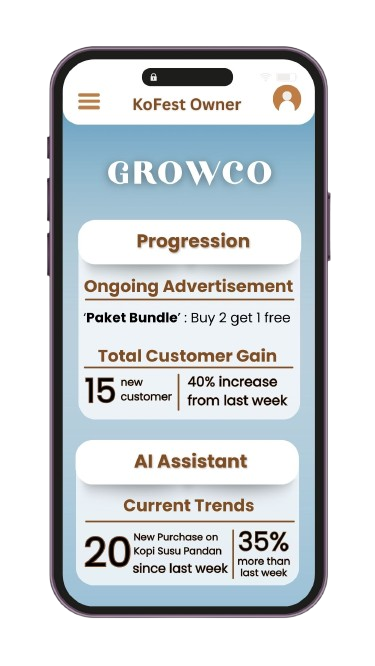 KoFest Owner
GROWCO
Progression
Ongoing Advertisement
‘Paket Bundle’ : Buy 2 get 1 free
Total Customer Gain
15 new
customer
40% increase
from last week
AI Assistant
Current Trends
20 New Purchase on
Kopi Susu Pandan
since last week
35%
more than
last week